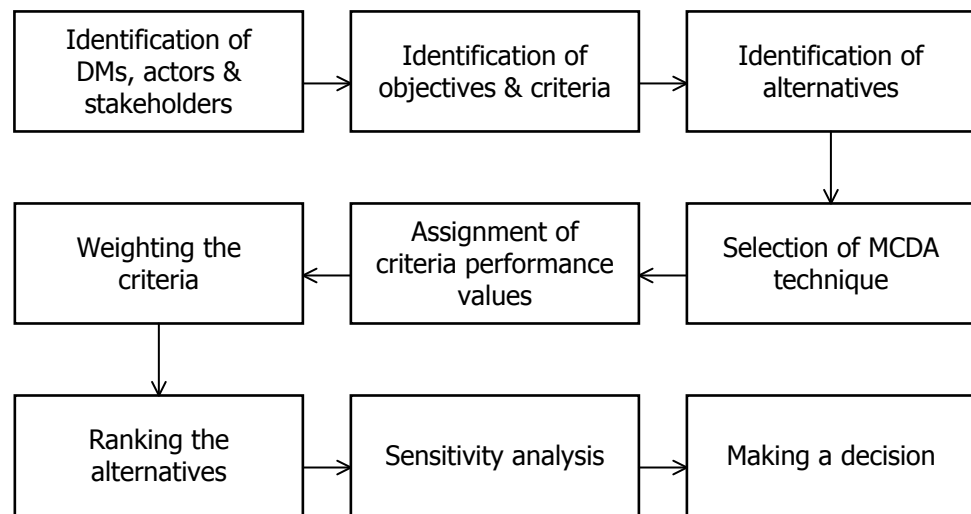 Identification of
DMs, actors &
stakeholders
Identification of
objectives & criteria
Identification of
alternatives
Selection of MCDA
technique
Assignment of
criteria performance
values
Weighting the
criteria
Ranking the
alternatives
Sensitivity analysis
Making a decision